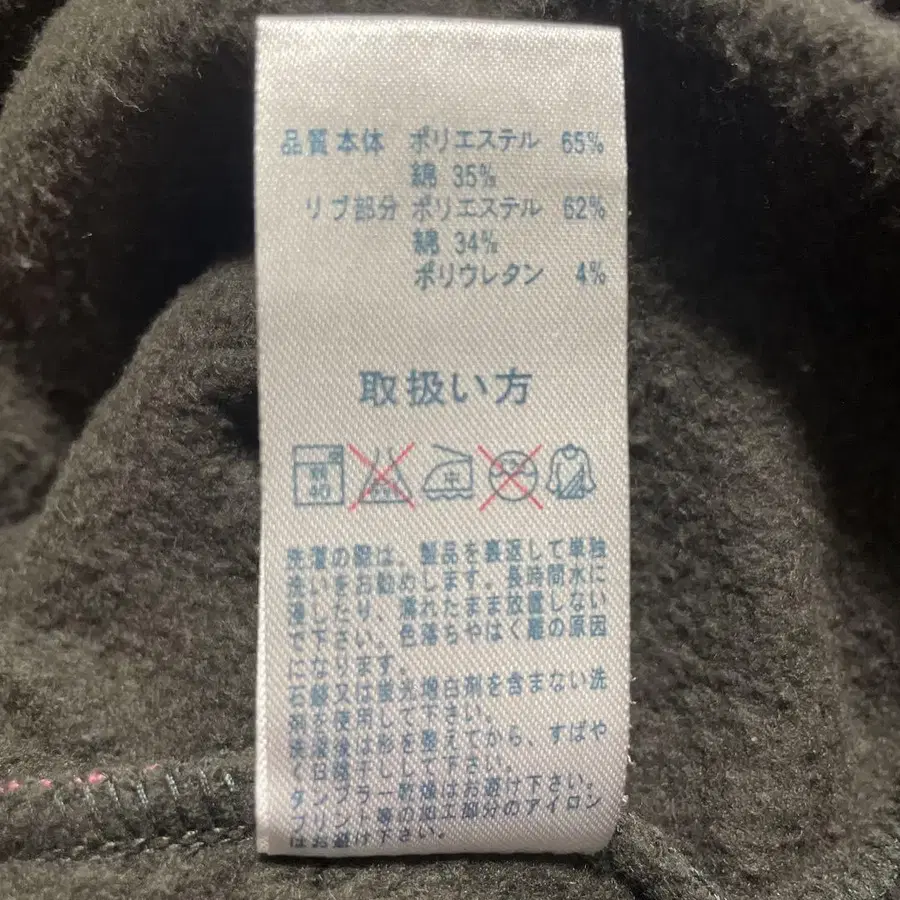 品質 本体 ポリエステル 65%
綿 35%
リブ部分 ポリエステル 62%
綿 34%
ポリウレタン 4%
取扱い方
40
中
洗濯の際は、製品を裏返して単独
洗いをお勧めします。長時間水に
浸したり、濡れたまま放置しない
で下さい。色落ちやはく離の原因
になります。
石鹸又は蛍光増白剤を含まない洗
剤を使用して下さい。
洗濯後は形を整えてから、すばや
く日陰干しして下さい。
タンブラー乾燥はお避け下さい。
プリント等の加工部分のアイロン
はお避け下さい。